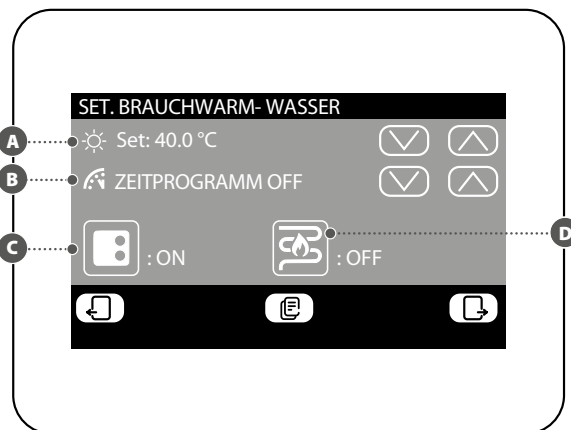 SET. BRAUCHWARM- WASSER
A
Set: 40.0 °C
B
ZEITPROGRAMM OFF
C
: ON
: OFF
D